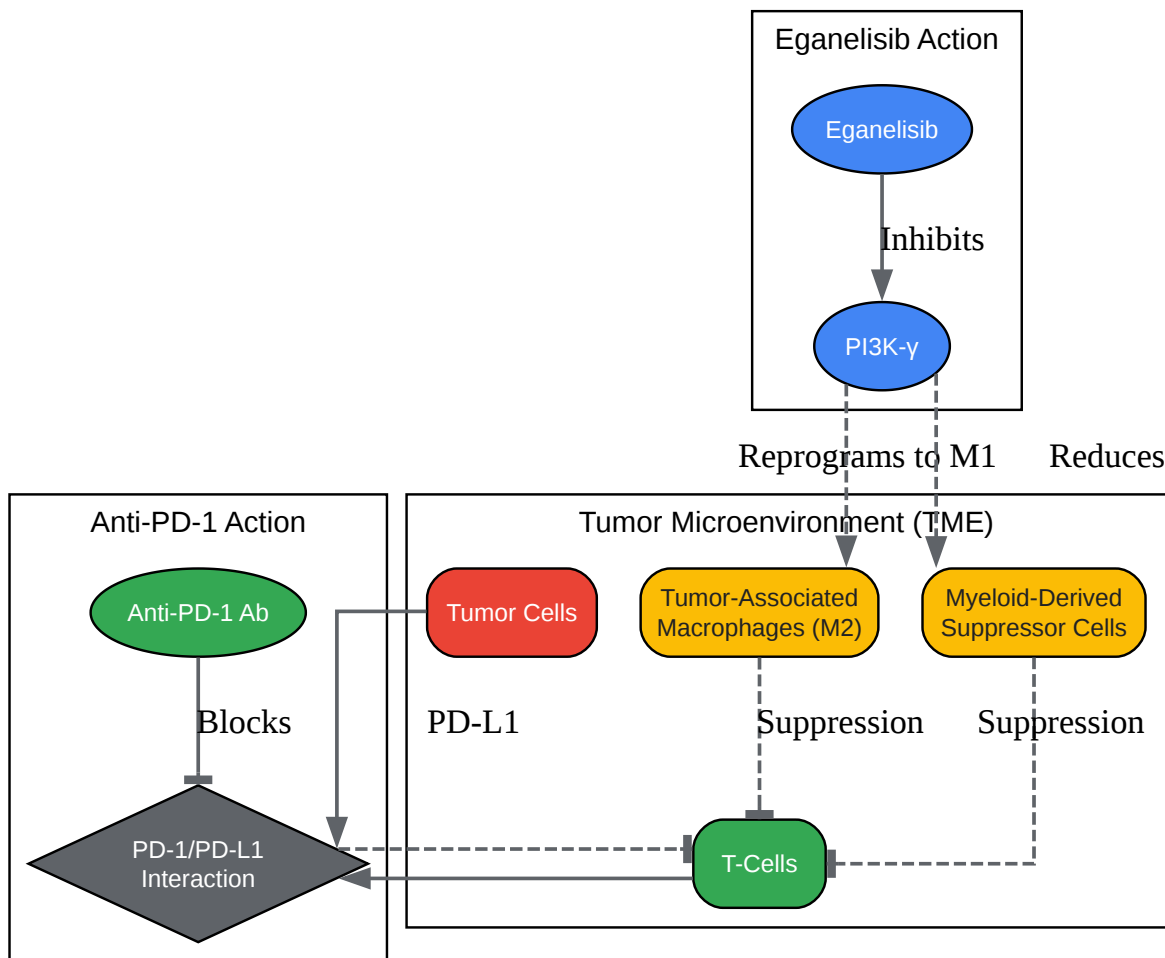 Eganelisib Action
Eganelisib
Inhibits
PI3K-γ
Reprograms to M1
Reduces
Anti-PD-1 Action
Tumor Microenvironment (TME)
Anti-PD-1 Ab
Tumor Cells
Tumor-Associated
Macrophages (M2)
Myeloid-Derived
Suppressor Cells
Blocks
PD-L1
Suppression
Suppression
PD-1/PD-L1
Interaction
T-Cells